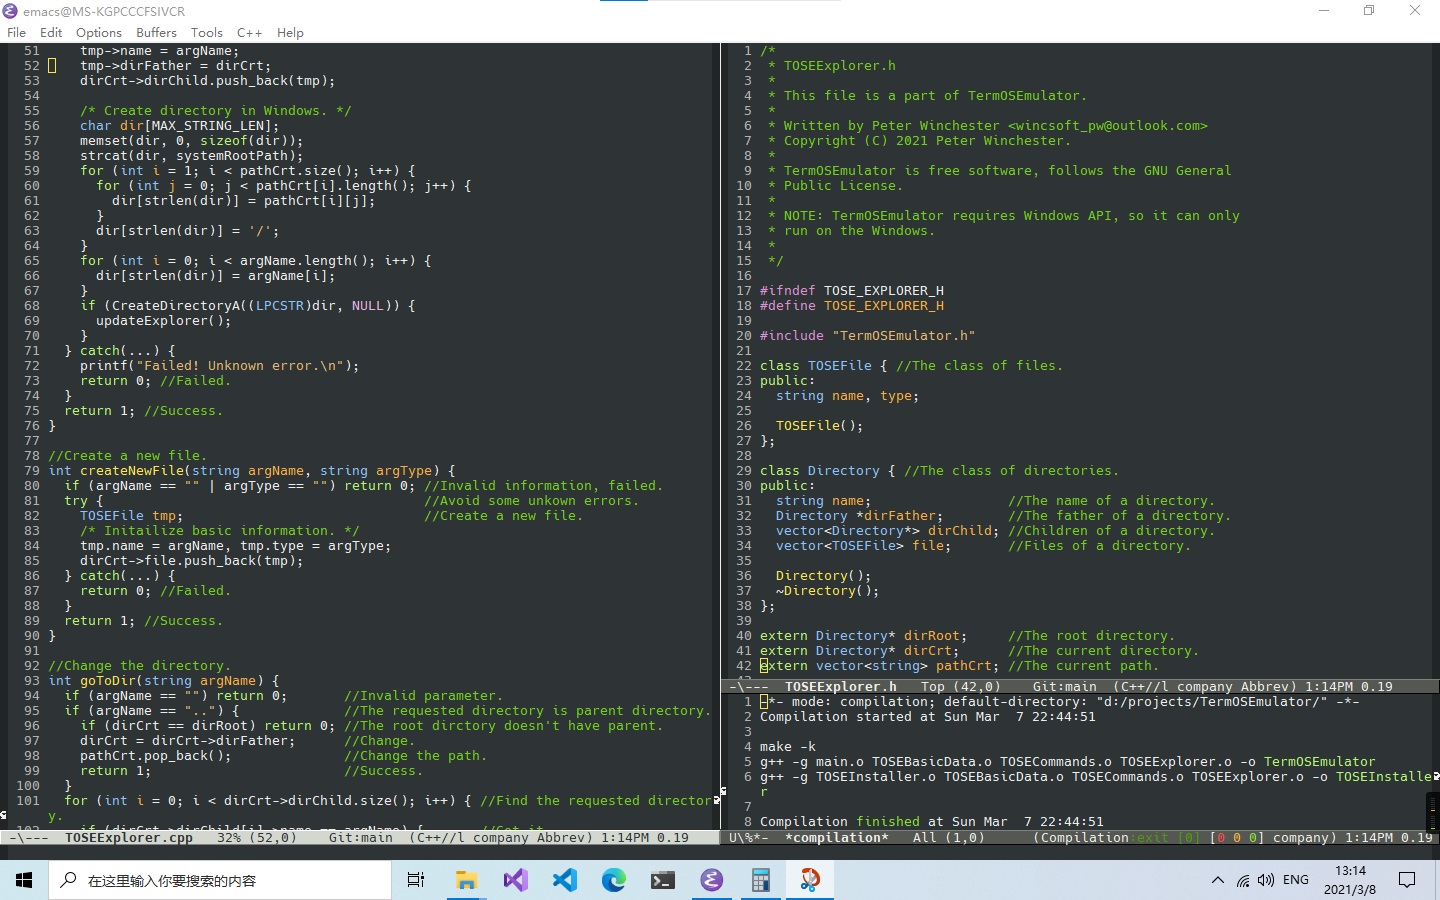 emacs@MS-KGPCCCFSIVCR
File Edit Options Buffers Tools C++ Help
51     tmp->name = argName;
52     tmp->dirFather = dirCrt;
53     dirCrt->dirChild.push_back(tmp);
54
55     /* Create directory in Windows. */
56     char dir[MAX_STRING_LEN];
57     memset(dir, 0, sizeof(dir));
58     strcat(dir, systemRootPath);
59     for (int i = 1; i < pathCrt.size(); i++) {
60       for (int j = 0; j < pathCrt[i].length(); j++) {
61         dir[strlen(dir)] = pathCrt[i][j];
62       }
63       dir[strlen(dir)] = '/';
64     }
65     for (int i = 0; i < argName.length(); i++) {
66       dir[strlen(dir)] = argName[i];
67     }
68     if (CreateDirectoryA((LPCSTR)dir, NULL)) {
69       updateExplorer();
70     }
71   } catch(...) {
72     printf("Failed! Unknown error.\n");
73     return 0; //Failed.
74   }
75   return 1; //Success.
76 }
77
78 //Create a new file.
79 int createNewFile(string argName, string argType) {
80   if (argName == "" | argType == "") return 0; //Invalid information, failed.
81   try {                                        //Avoid some unkown errors.
82     TOSEFile tmp;                              //Create a new file.
83     /* Initailize basic information. */
84     tmp.name = argName, tmp.type = argType;
85     dirCrt->file.push_back(tmp);
86   } catch(...) {
87     return 0; //Failed.
88   }
89   return 1; //Success.
90 }
91
92 //Change the directory.
93 int goToDir(string argName) {
94   if (argName == "") return 0;       //Invalid parameter.
95   if (argName == "..") {             //The requested directory is parent directory.
96     if (dirCrt == dirRoot) return 0; //The root dirctory doesn't have parent.
97     dirCrt = dirCrt->dirFather;      //Change.
98     pathCrt.pop_back();              //Change the path.
99     return 1;                        //Success.
100   }
101   for (int i = 0; i < dirCrt->dirChild.size(); i++) { //Find the requested director
y.
102     if (dirCrt->dirChild[i]->name == argName) {       //Got it
-\---  TOSEExplorer.cpp   32% (52,0)    Git:main  (C++//l company Abbrev) 1:14PM 0.19
1 /*
2  * TOSEExplorer.h
3  *
4  * This file is a part of TermOSEmulator.
5  *
6  * Written by Peter Winchester <wincsoft_pw@outlook.com>
7  * Copyright (C) 2021 Peter Winchester.
8  *
9  * TermOSEmulator is free software, follows the GNU General
10  * Public License.
11  *
12  * NOTE: TermOSEmulator requires Windows API, so it can only
13  * run on the Windows.
14  *
15  */
16
17 #ifndef TOSE_EXPLORER_H
18 #define TOSE_EXPLORER_H
19
20 #include "TermOSEmulator.h"
21
22 class TOSEFile { //The class of files.
23 public:
24   string name, type;
25
26   TOSEFile();
27 };
28
29 class Directory { //The class of directories.
30 public:
31   string name;                 //The name of a directory.
32   Directory *dirFather;        //The father of a directory.
33   vector<Directory*> dirChild; //Children of a directory.
34   vector<TOSEFile> file;       //Files of a directory.
35
36   Directory();
37   ~Directory();
38 };
39
40 extern Directory* dirRoot;     //The root directory.
41 extern Directory* dirCrt;      //The current directory.
42 extern vector<string> pathCrt; //The current path.
-\---  TOSEExplorer.h   Top (42,0)    Git:main  (C++//l company Abbrev) 1:14PM 0.19
1 -*- mode: compilation; default-directory: "d:/projects/TermOSEmulator/" -*-
2 Compilation started at Sun Mar  7 22:44:51
3
4 make -k
5 g++ -g main.o TOSEBasicData.o TOSECommands.o TOSEExplorer.o -o TermOSEmulator
6 g++ -g TOSEInstaller.o TOSEBasicData.o TOSECommands.o TOSEExplorer.o -o TOSEInstalle
r
7
8 Compilation finished at Sun Mar  7 22:44:51
U\%*-  *compilation*   All (1,0)      (Compilation:exit [0] [0 0 0] company) 1:14PM 0.19
在这里输入你要搜索的内容
ENG
13:14
2021/3/8